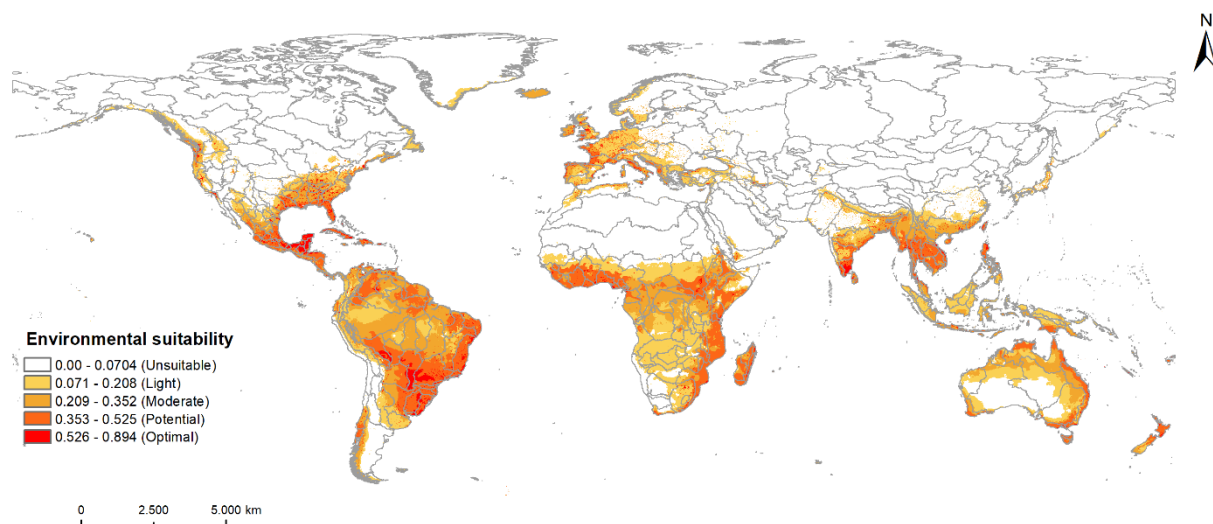 N
Environmental suitability
0.00 - 0.0704 (Unsuitable)
0.071 - 0.208 (Light)
0.209 - 0.352 (Moderate)
0.353 - 0.525 (Potential)
0.526 - 0.894 (Optimal)
0 2.500 5.000 km